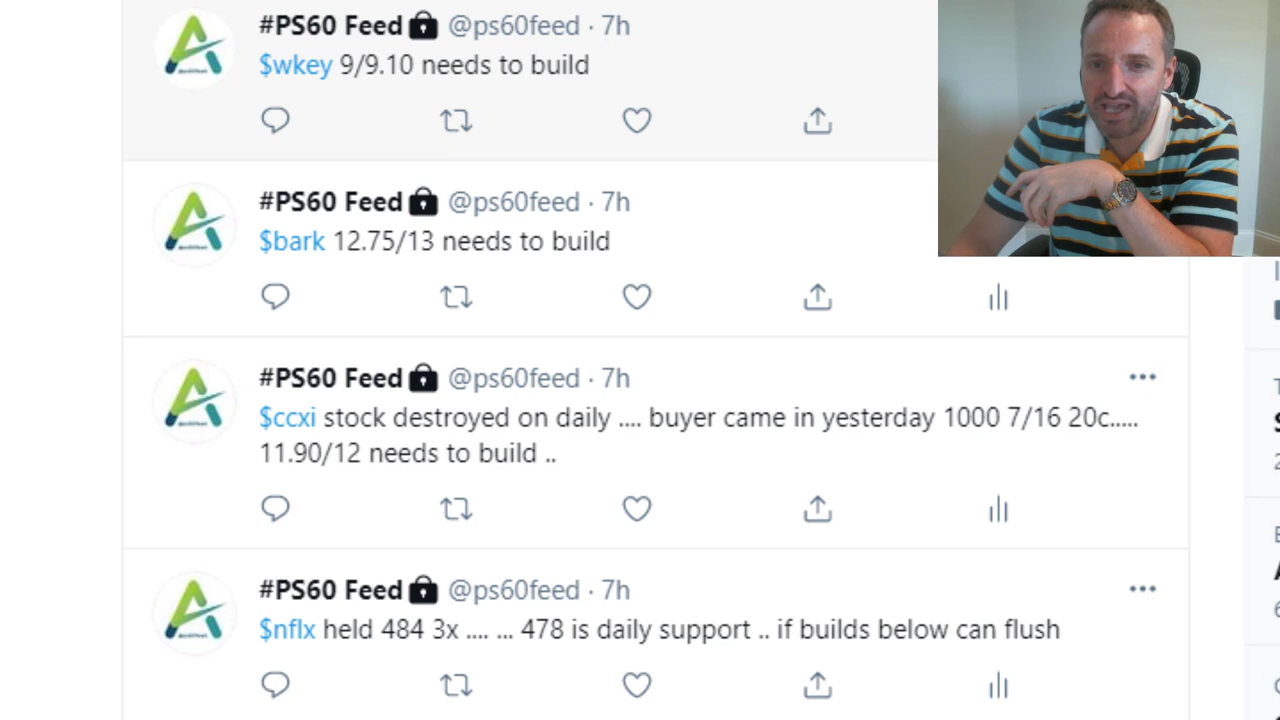 #PS60 Feed🔒 @ps60feed · 7h
$wkey 9/9.10 needs to build
#PS60 Feed🔒 @ps60feed · 7h
$bark 12.75/13 needs to build
#PS60 Feed🔒 @ps60feed · 7h
$ccxi stock destroyed on daily .... buyer came in yesterday 1000 7/16 20c.....
11.90/12 needs to build ..
#PS60 Feed🔒 @ps60feed · 7h
$nflx held 484 3x .... ... 478 is daily support .. if builds below can flush